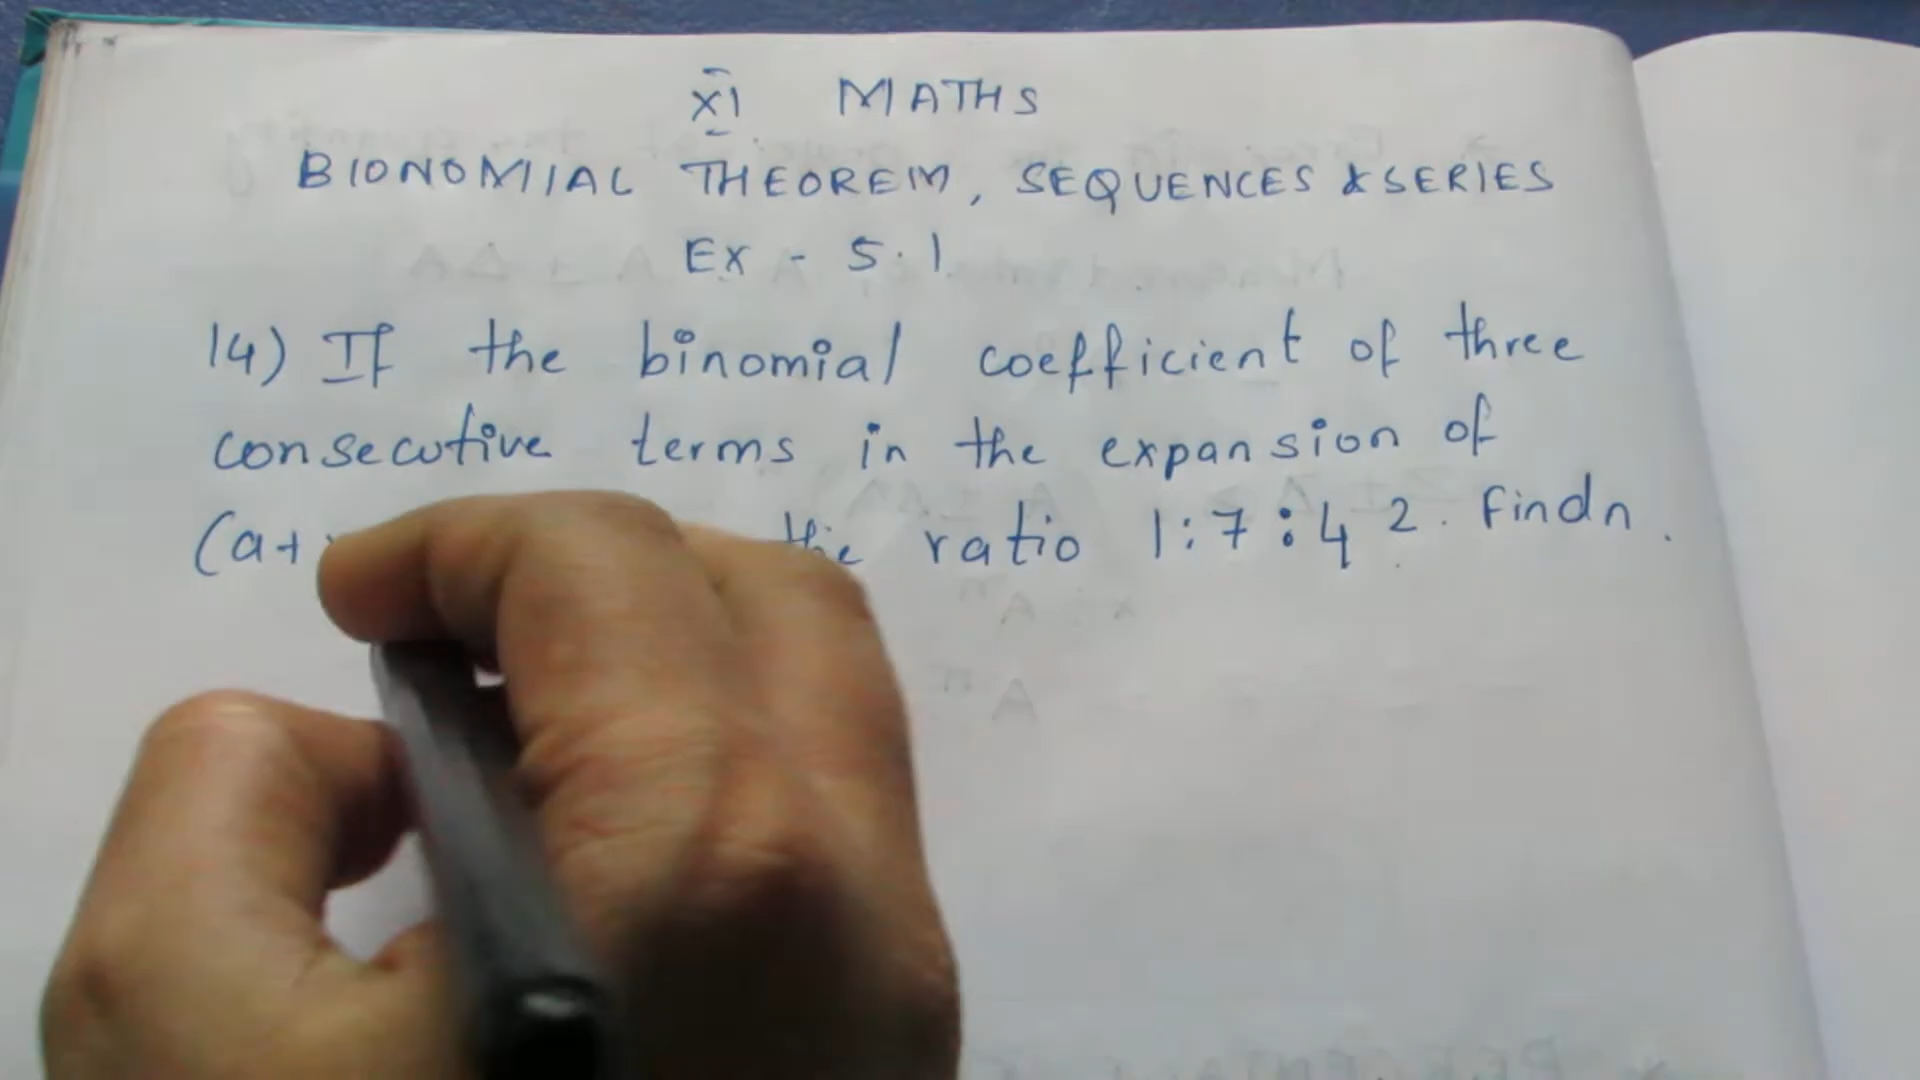 XI MATHS
BIONOMIAL THEOREM, SEQUENCES & SERIES
Ex - 5.1
14) If the binomial coefficient of three
consecutive terms in the expansion of
(a+ the ratio 1:7:42. Find n.